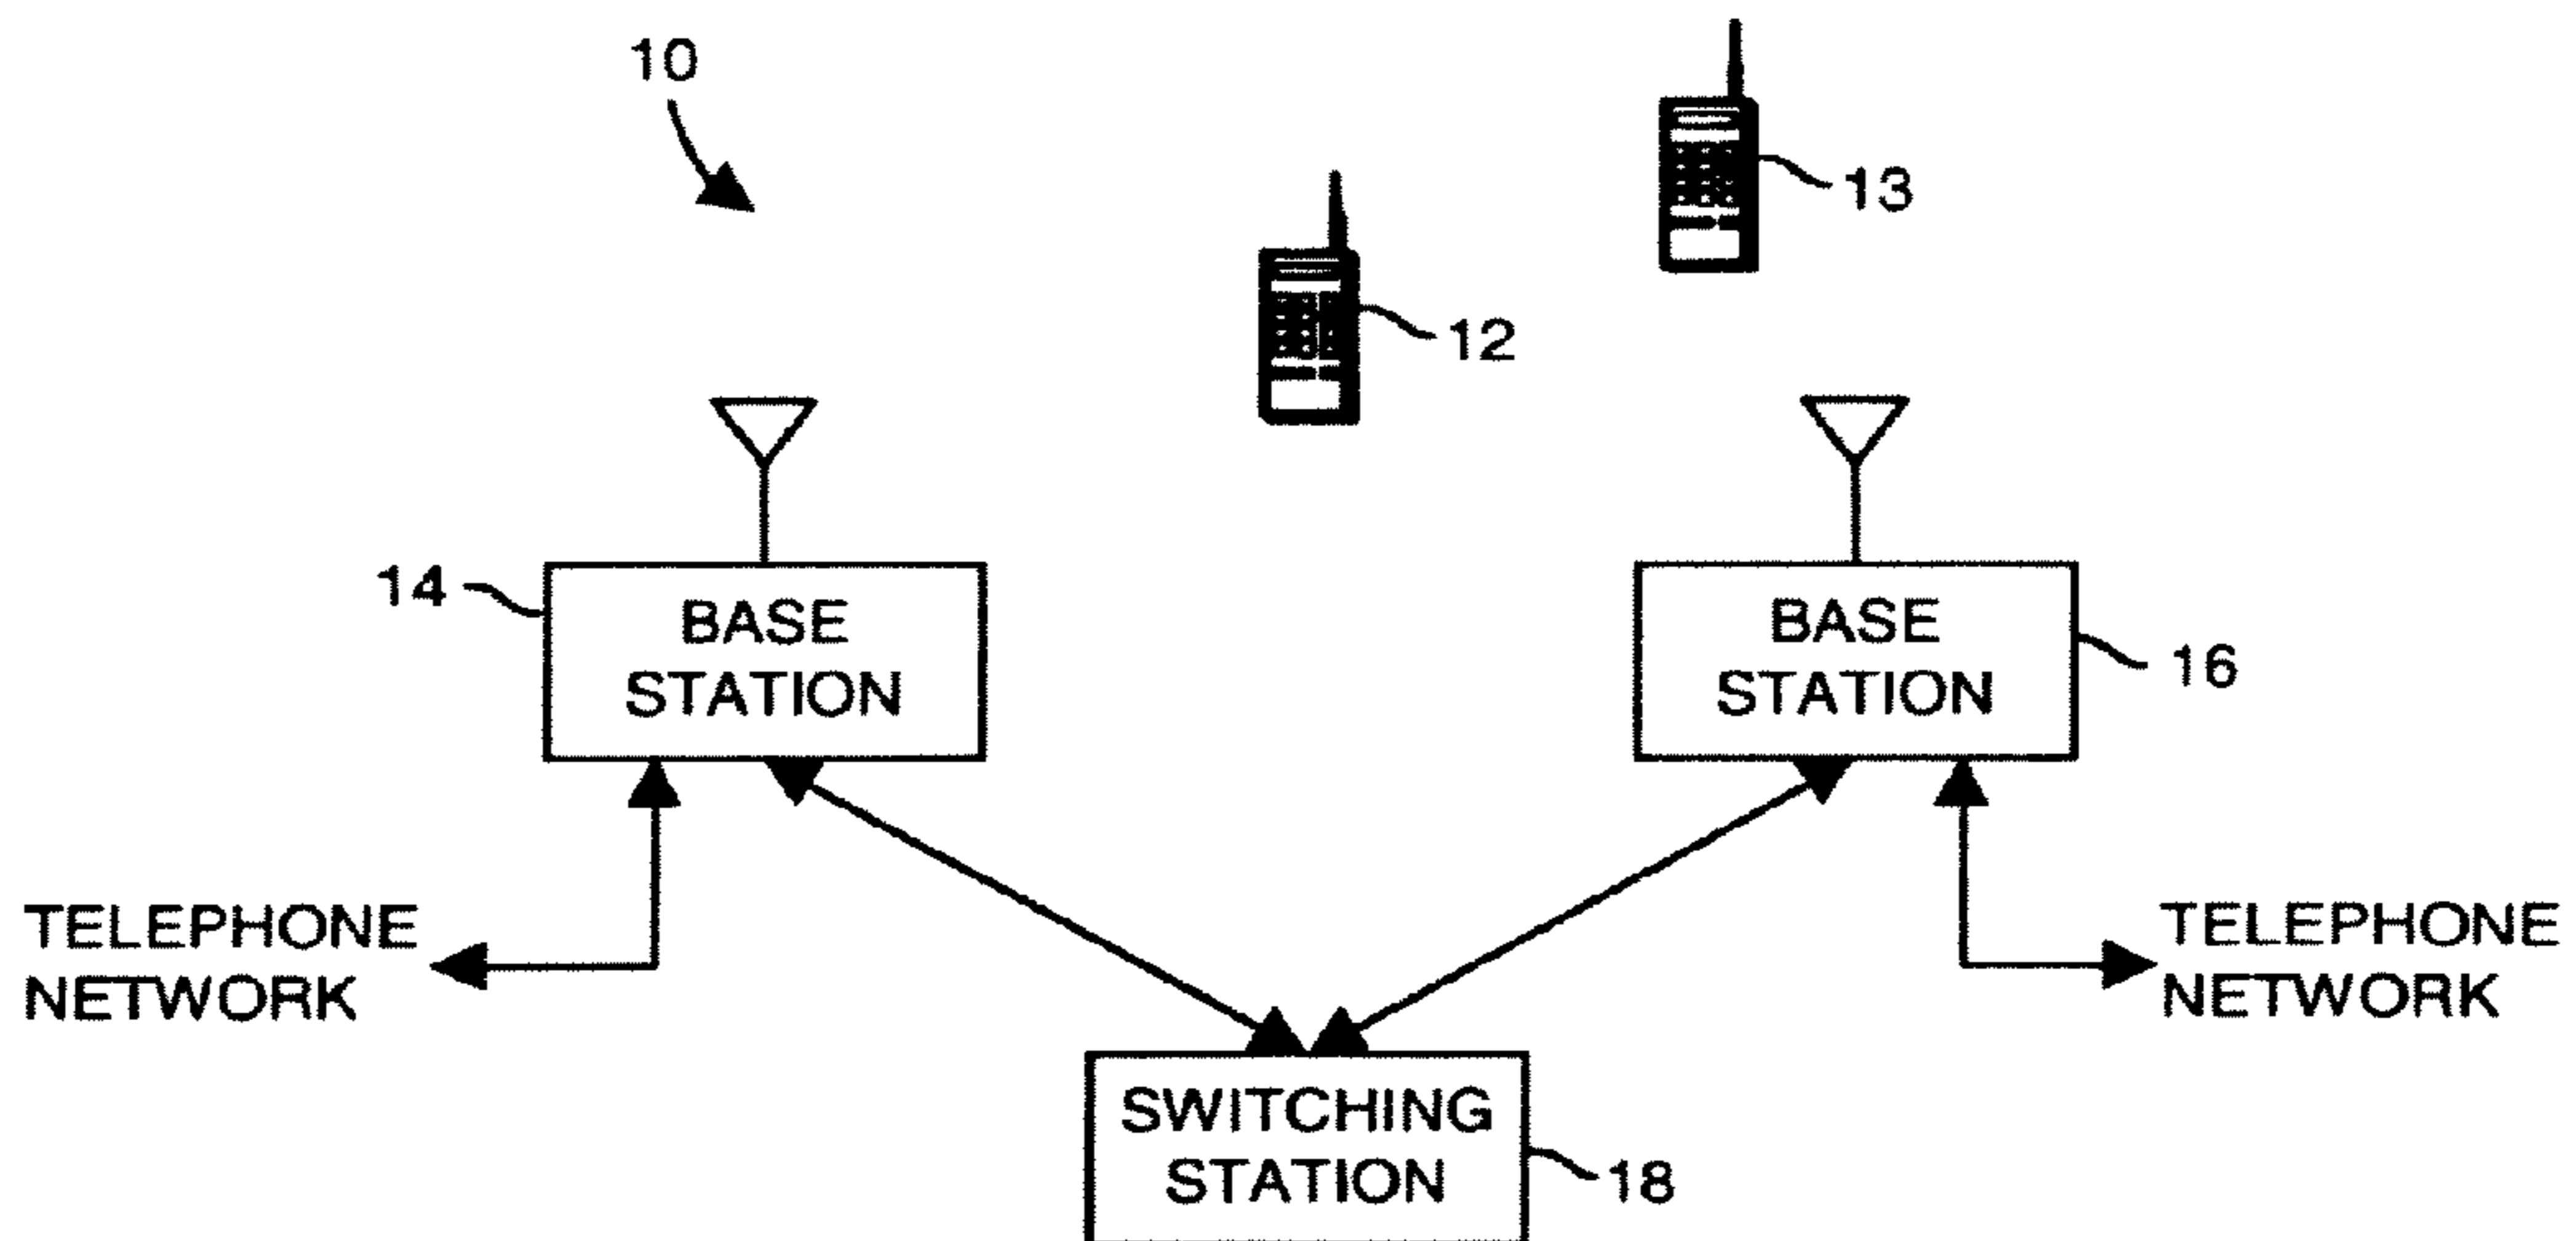 10
13
12
14
BASE
STATION
BASE
STATION
16
TELEPHONE
NETWORK
TELEPHONE
NETWORK
SWITCHING
STATION
18